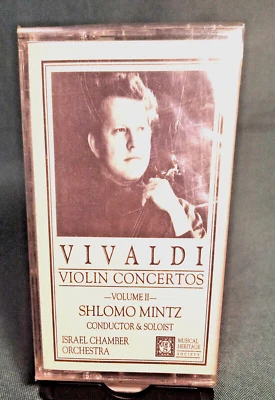 VIVALDI
VIOLIN CONCERTOS
—VOLUME II—
SHLOMO MINTZ
CONDUCTOR & SOLOIST
ISRAEL CHAMBER
ORCHESTRA
MUSICAL
HERITAGE
SOCIETY